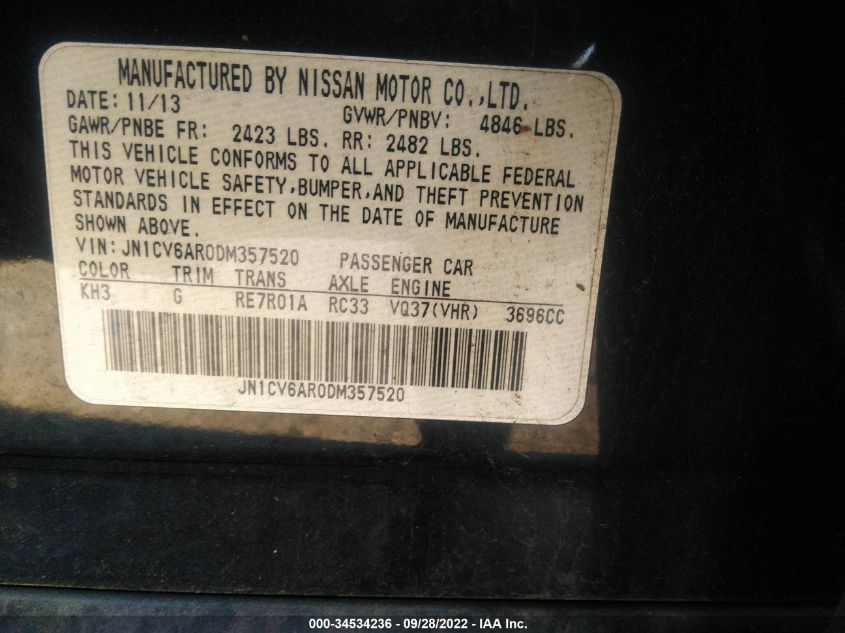 MANUFACTURED BY NISSAN MOTOR CO.,LTD.
DATE: 11/13 GVWR/PNBV: 4846 LBS.
GAWR/PNBE FR: 2423 LBS. RR: 2482 LBS.
THIS VEHICLE CONFORMS TO ALL APPLICABLE FEDERAL
MOTOR VEHICLE SAFETY,BUMPER,AND THEFT PREVENTION
STANDARDS IN EFFECT ON THE DATE OF MANUFACTURE
SHOWN ABOVE.
VIN:JN1CV6AR0DM357520 PASSENGER CAR
COLOR TRIM TRANS AXLE ENGINE
KH3 G RE7R01A RC33 VQ37(VHR) 3696CC
JN1CV6AR0DM357520
000-34534236 - 09/28/2022 - IAA Inc.